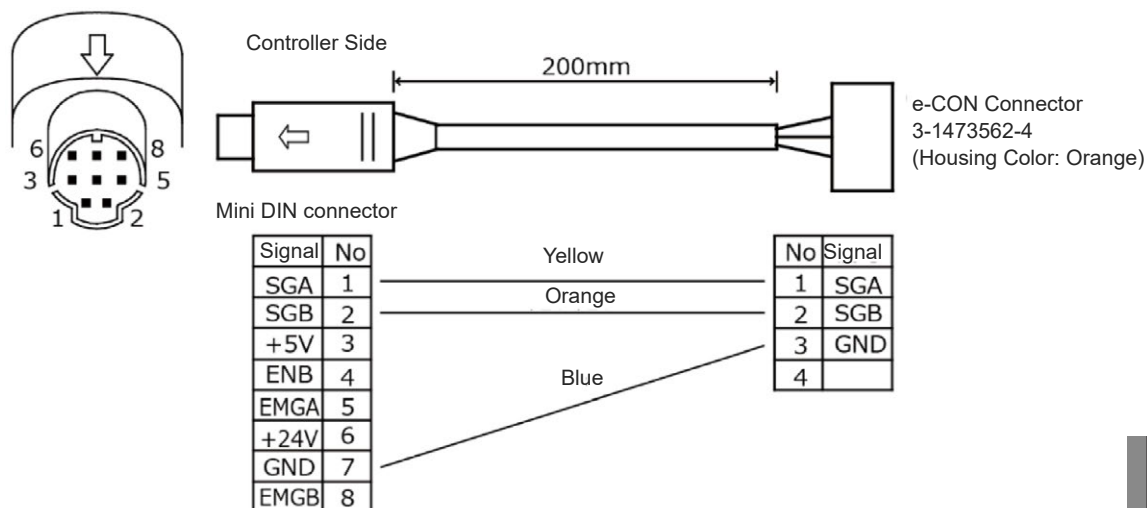 Controller Side
200mm
e-CON Connector
3-1473562-4
(Housing Color: Orange)
6 8
3 5
1 2
Mini DIN connector
Signal No
SGA 1
SGB 2
+5V 3
ENB 4
EMGA 5
+24V 6
GND 7
EMGB 8
Yellow
Orange
Blue
No Signal
1 SGA
2 SGB
3 GND
4